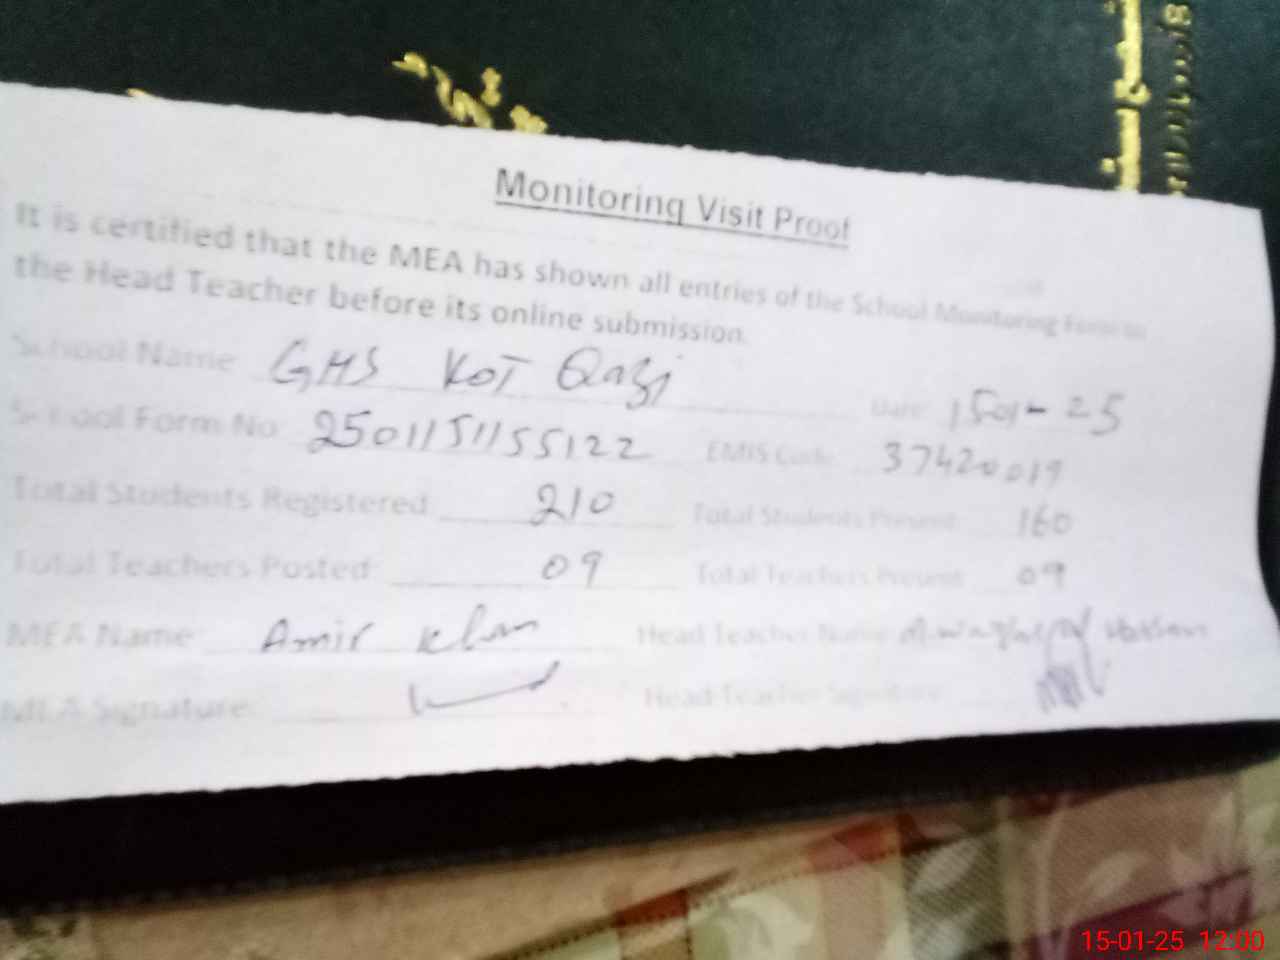 Monitoring Visit Proof
It is certified that the MEA has shown all entries of the School Monitoring Form to
the Head Teacher before its online submission.
School Name GHS KOT Qazi Date: 1501-25
School Form No 2501151155122 EMIS Code 37420019
Total Students Registered 210 Total Students Present 160
Total Teachers Posted: 09 Total Teachers Present 09
MEA Name: Amir Khan Head Teacher Name Hassan
MEA Signature: Head Teacher Signature
15-01-25 12:00